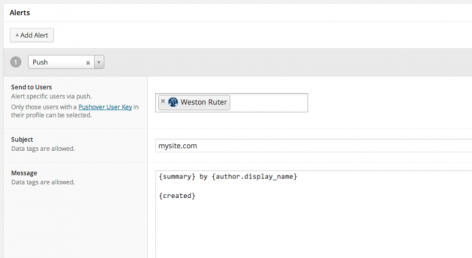 Alerts
+ Add Alert
1 Push × 
Send to Users
Alert specific users via push.
Only those users with a Pushover User Key in
their profile can be selected.
× Weston Ruter
Subject
Data tags are allowed.
mysite.com
Message
Data tags are allowed.
{summary} by {author.display_name}
{created}